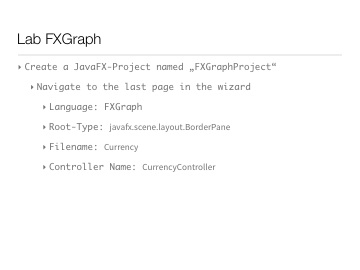 Lab FXGraph
Create a JavaFX-Project named „FXGraphProject“
Navigate to the last page in the wizard
Language: FXGraph
Root-Type: javafx.scene.layout.BorderPane
Filename: Currency
Controller Name: CurrencyController